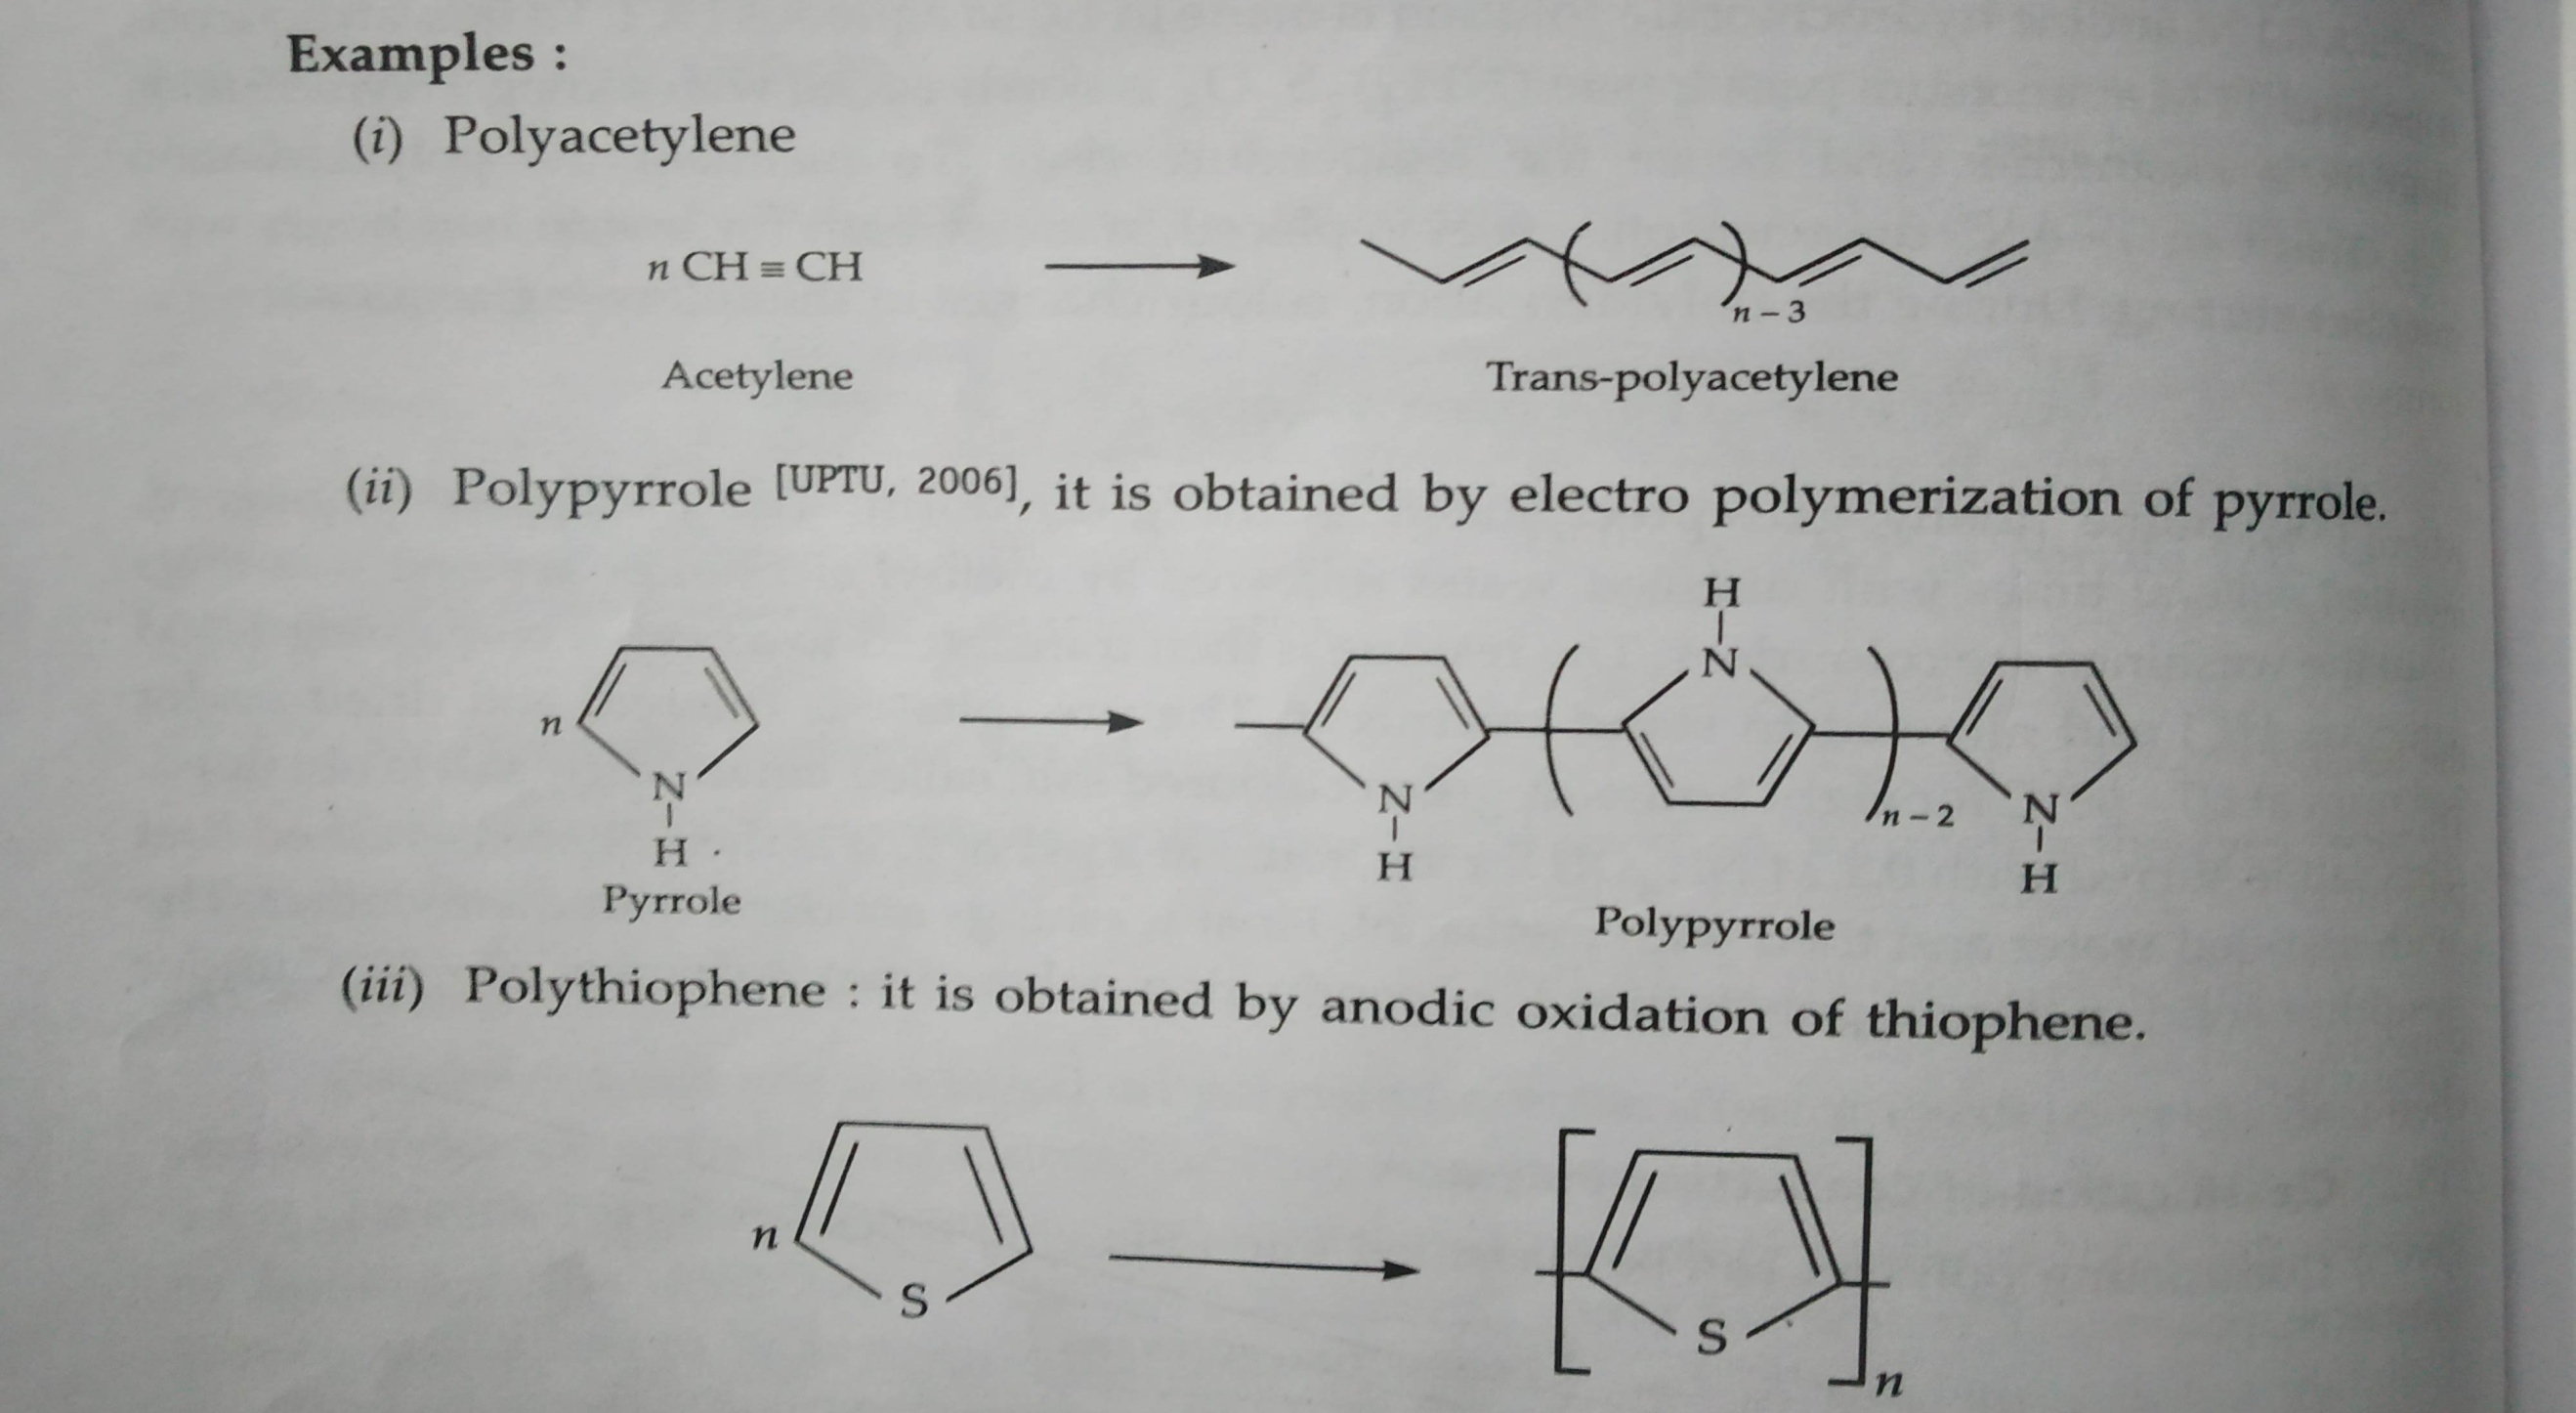 Examples :
(i) Polyacetylene
n CH ≡ CH
n – 3
Acetylene
Trans-polyacetylene
(ii) Polypyrrole [UPTU, 2006], it is obtained by electro polymerization of pyrrole.
H
N
n
N
H
N
H
n – 2
N
H
Pyrrole
Polypyrrole
(iii) Polythiophene : it is obtained by anodic oxidation of thiophene.
n
S
S
n